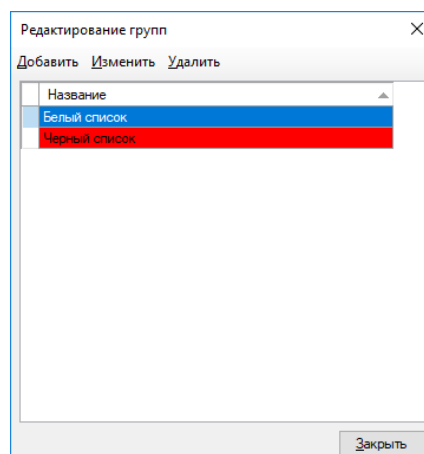 Редактирование групп
Добавить Изменить Удалить
Название
Белый список
Черный список
Закрыть